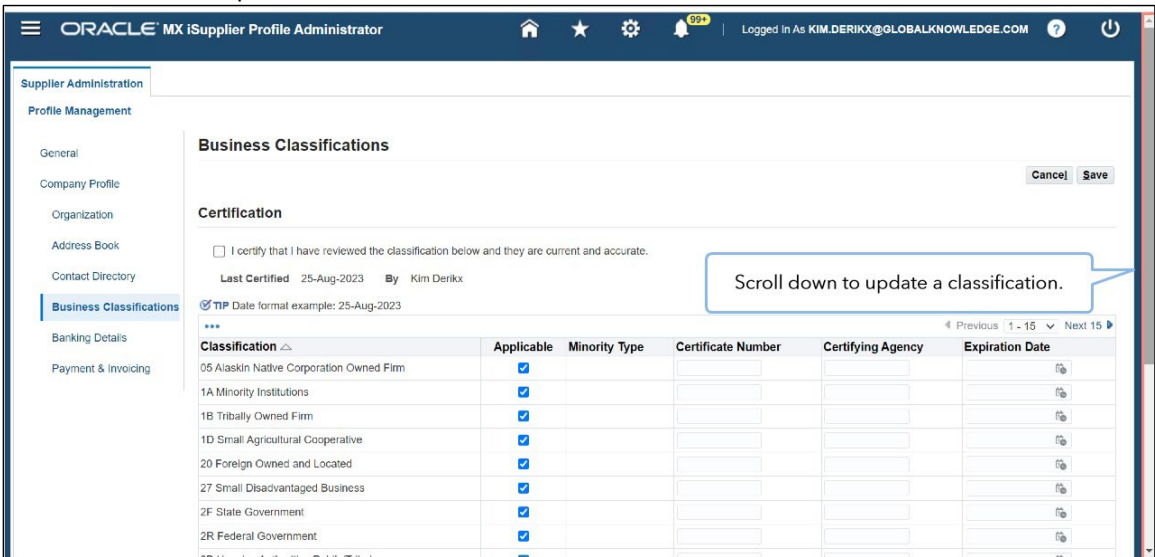 ORACLE MX iSupplier Profile Administrator
99+
Logged In As KIM.DERIKX@GLOBALKNOWLEDGE.COM
?
Supplier Administration
Profile Management
General
Company Profile
Organization
Address Book
Contact Directory
Business Classifications
Banking Details
Payment & Invoicing
Business Classifications
Cancel Save
Certification
I certify that I have reviewed the classification below and they are current and accurate.
Last Certified 25-Aug-2023 By Kim Derikx
Scroll down to update a classification.
TIP Date format example: 25-Aug-2023
Previous 1 - 15 Next 15
Classification Applicable Minority Type Certificate Number Certifying Agency Expiration Date
05 Alaskin Native Corporation Owned Firm
1A Minority Institutions
1B Tribally Owned Firm
1D Small Agricultural Cooperative
20 Foreign Owned and Located
27 Small Disadvantaged Business
2F State Government
2R Federal Government